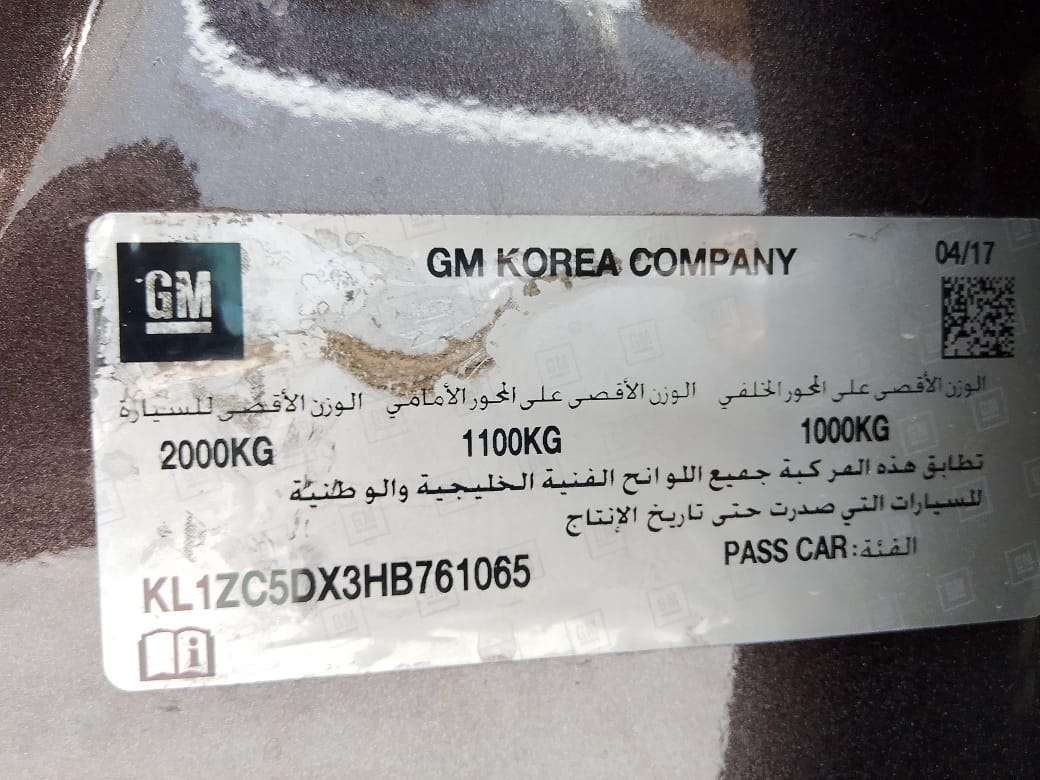 GM
GM KOREA COMPANY
04/17
الوزن الأقصى على المحور الخلفي الوزن الأقصى على المحور الأمامي الوزن الأقصى للسيارة
2000KG 1100KG 1000KG
تطابق هذه المركبة جميع اللوائح الفنية الخليجية والوطنية
للسيارات التي صدرت حتى تاريخ الإنتاج
الفئة: PASS CAR
KL1ZC5DX3HB761065